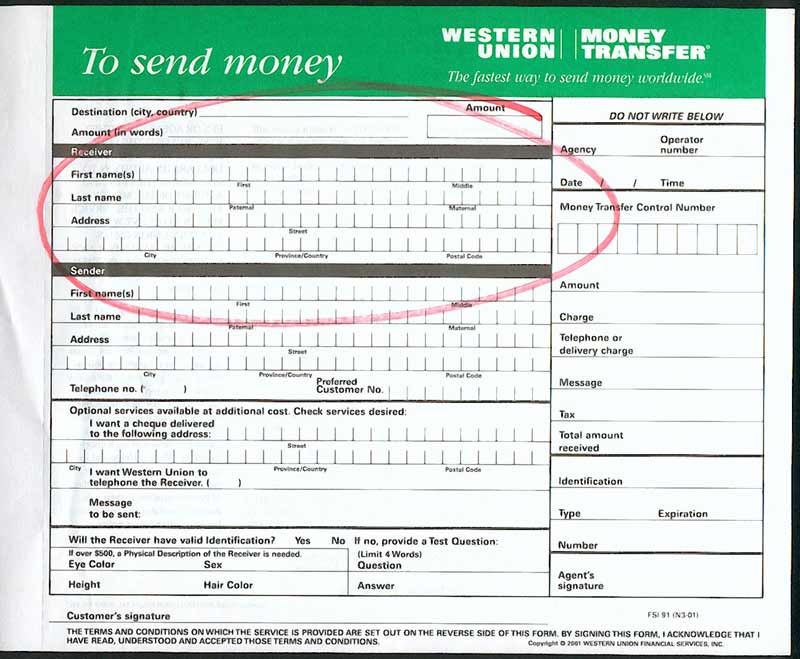 To send money
WESTERN UNION MONEY TRANSFER®
The fastest way to send money worldwide.℠
Destination (city, country)
Amount
Amount (in words)
Receiver
First name(s)
First Middle
Last name
Paternal Maternal
Address
Street
City Province/Country Postal Code
Sender
First name(s)
First Middle
Last name
Paternal Maternal
Address
Street
City Province/Country Postal Code
Telephone no. ( )
Preferred Customer No.
Optional services available at additional cost. Check services desired:
I want a cheque delivered
to the following address:
Street
City Province/Country Postal Code
I want Western Union to
telephone the Receiver. ( )
Message
to be sent:
Will the Receiver have valid Identification? Yes No If no, provide a Test Question:
If over $500, a Physical Description of the Receiver is needed.
(Limit 4 Words)
Eye Color Sex
Question
Height Hair Color
Answer
DO NOT WRITE BELOW
Agency Operator number
Date / / Time
Money Transfer Control Number
Amount
Charge
Telephone or
delivery charge
Message
Tax
Total amount
received
Identification
Type Expiration
Number
Agent's
signature
Customer's signature
FSI 91 (N3-01)
THE TERMS AND CONDITIONS ON WHICH THE SERVICE IS PROVIDED ARE SET OUT ON THE REVERSE SIDE OF THIS FORM. BY SIGNING THIS FORM, I ACKNOWLEDGE THAT I
HAVE READ, UNDERSTOOD AND ACCEPTED THOSE TERMS AND CONDITIONS.
Copyright © 2001 WESTERN UNION FINANCIAL SERVICES, INC.